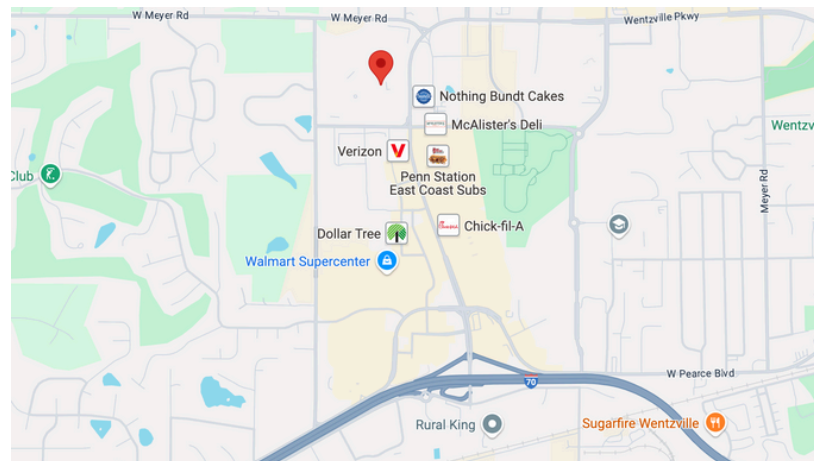 W Meyer Rd
W Meyer Rd
Wentzville Pkwy
Nothing Bundt Cakes
McAlister's Deli
Wentzv
Verizon
Penn Station
East Coast Subs
Meyer Rd
Club
Chick-fil-A
Dollar Tree
Walmart Supercenter
W Pearce Blvd
70
Rural King
Sugarfire Wentzville